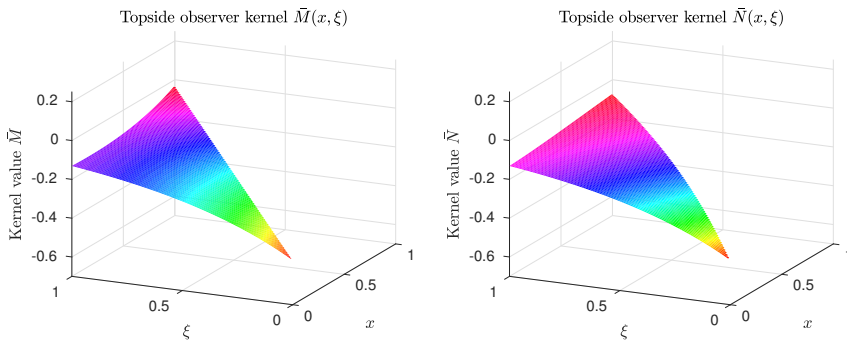 Topside observer kernel M̄(x, ξ)
0.2
0
-0.2
-0.4
-0.6
Kernel value M̄
1
0.5
0
ξ
0
0.5
1
x
Topside observer kernel N̄(x, ξ)
0.2
0
-0.2
-0.4
-0.6
Kernel value N̄
1
0.5
0
ξ
0
0.5
1
x